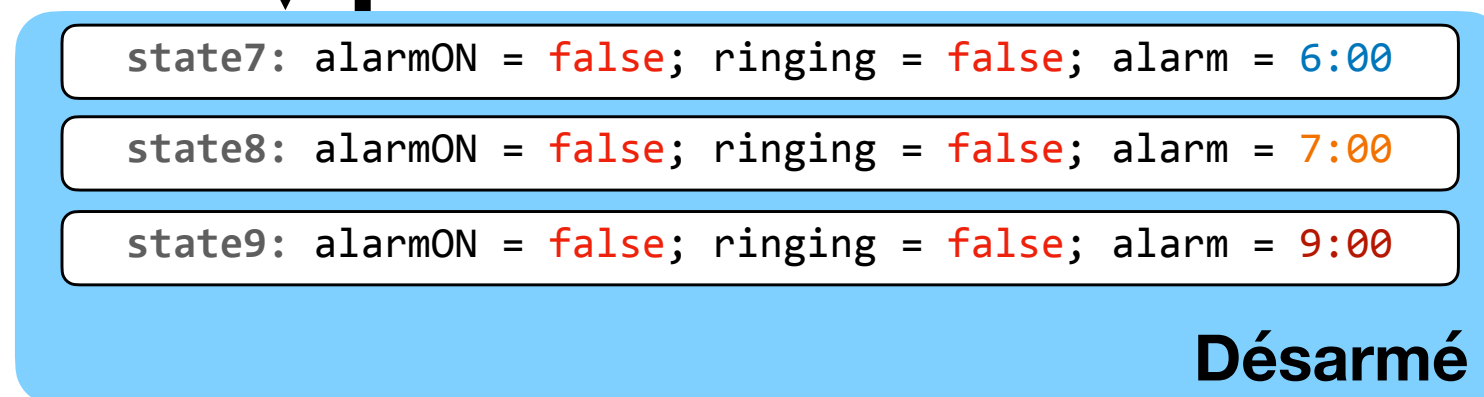 state7: alarmON = false; ringing = false; alarm = 6:00
state8: alarmON = false; ringing = false; alarm = 7:00
state9: alarmON = false; ringing = false; alarm = 9:00
Désarmé